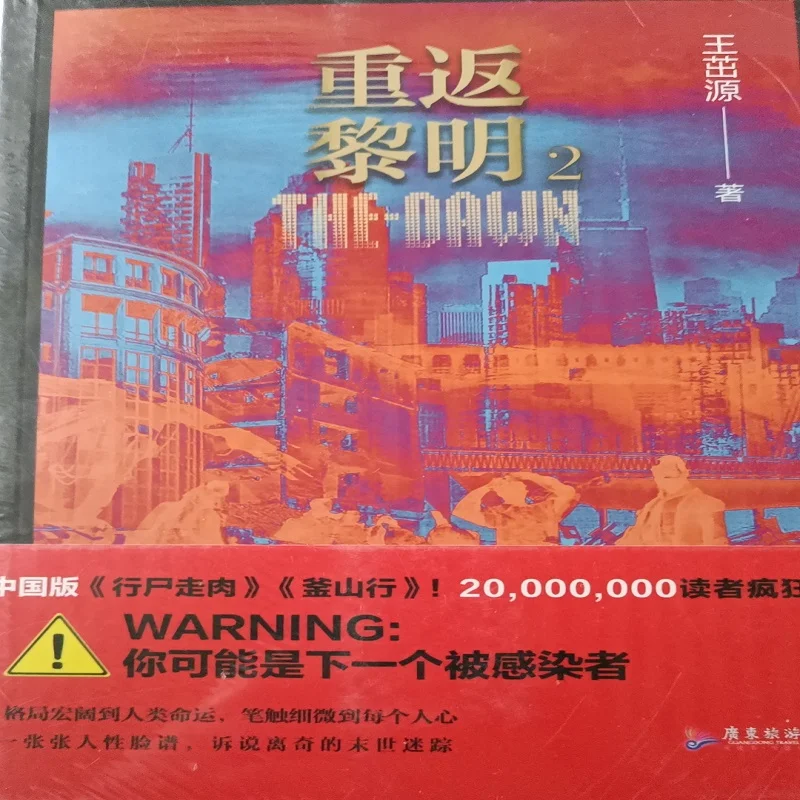 重返
黎明2
THE-DAWN
王茁源——著
中国版《行尸走肉》《釜山行》！20,000,000读者疯狂
WARNING:
你可能是下一个被感染者
格局宏阔到人类命运，笔触细微到每个人心
一张张人性脸谱，诉说离奇的末世迷踪
廣東旅游
GUANGDONG TRAVEL